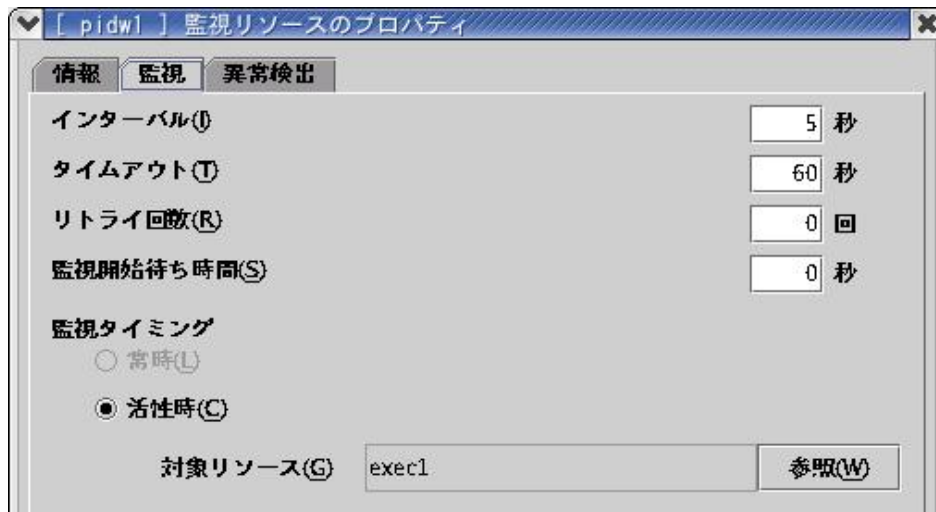 [ pidw1 ] 監視リソースのプロパティ
情報 監視 異常検出
インターバル(I) 5 秒
タイムアウト(T) 60 秒
リトライ回数(R) 0 回
監視開始待ち時間(S) 0 秒
監視タイミング
常時(L)
活性時(C)
対象リソース(G) exec1 参照(W)